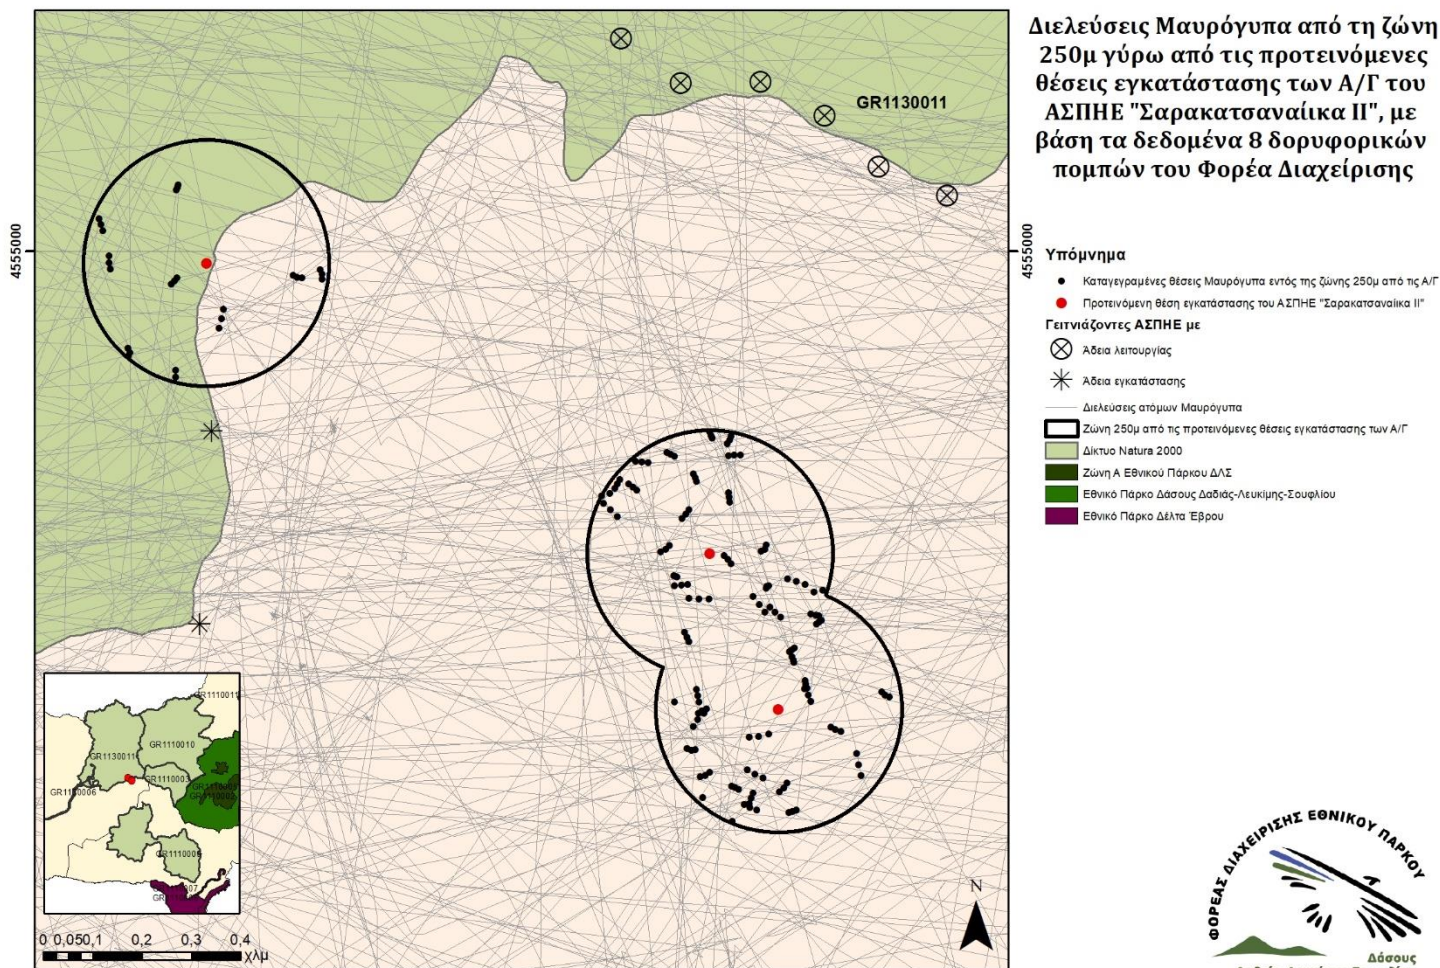 Διελεύσεις Μαυρόγυπα από τη ζώνη
250μ γύρω από τις προτεινόμενες
θέσεις εγκατάστασης των Α/Γ του
ΑΣΠΗΕ "Σαρακατσαναίικα ΙΙ", με
βάση τα δεδομένα 8 δορυφορικών
πομπών του Φορέα Διαχείρισης
GR1130011
4555000
4555000
Υπόμνημα
Καταγεγραμένες θέσεις Μαυρόγυπα εντός της ζώνης 250μ από τις Α/Γ
Προτεινόμενη θέση εγκατάστασης του ΑΣΠΗΕ "Σαρακατσαναίικα ΙΙ"
Γειτνιάζοντες ΑΣΠΗΕ με
Άδεια λειτουργίας
Άδεια εγκατάστασης
Διελεύσεις ατόμων Μαυρόγυπα
Ζώνη 250μ από τις προτεινόμενες θέσεις εγκατάστασης των Α/Γ
Δίκτυο Natura 2000
Ζώνη Α Εθνικού Πάρκου ΔΛΣ
Εθνικό Πάρκο Δάσους Δαδιάς-Λευκίμης-Σουφλίου
Εθνικό Πάρκο Δέλτα Έβρου
GR1110010
GR1130011
GR1110003
N
0 0,050,1 0,2 0,3 0,4
χλμ
ΦΟΡΕΑΣ ΔΙΑΧΕΙΡΙΣΗΣ ΕΘΝΙΚΟΥ ΠΑΡΚΟΥ
Δάσους